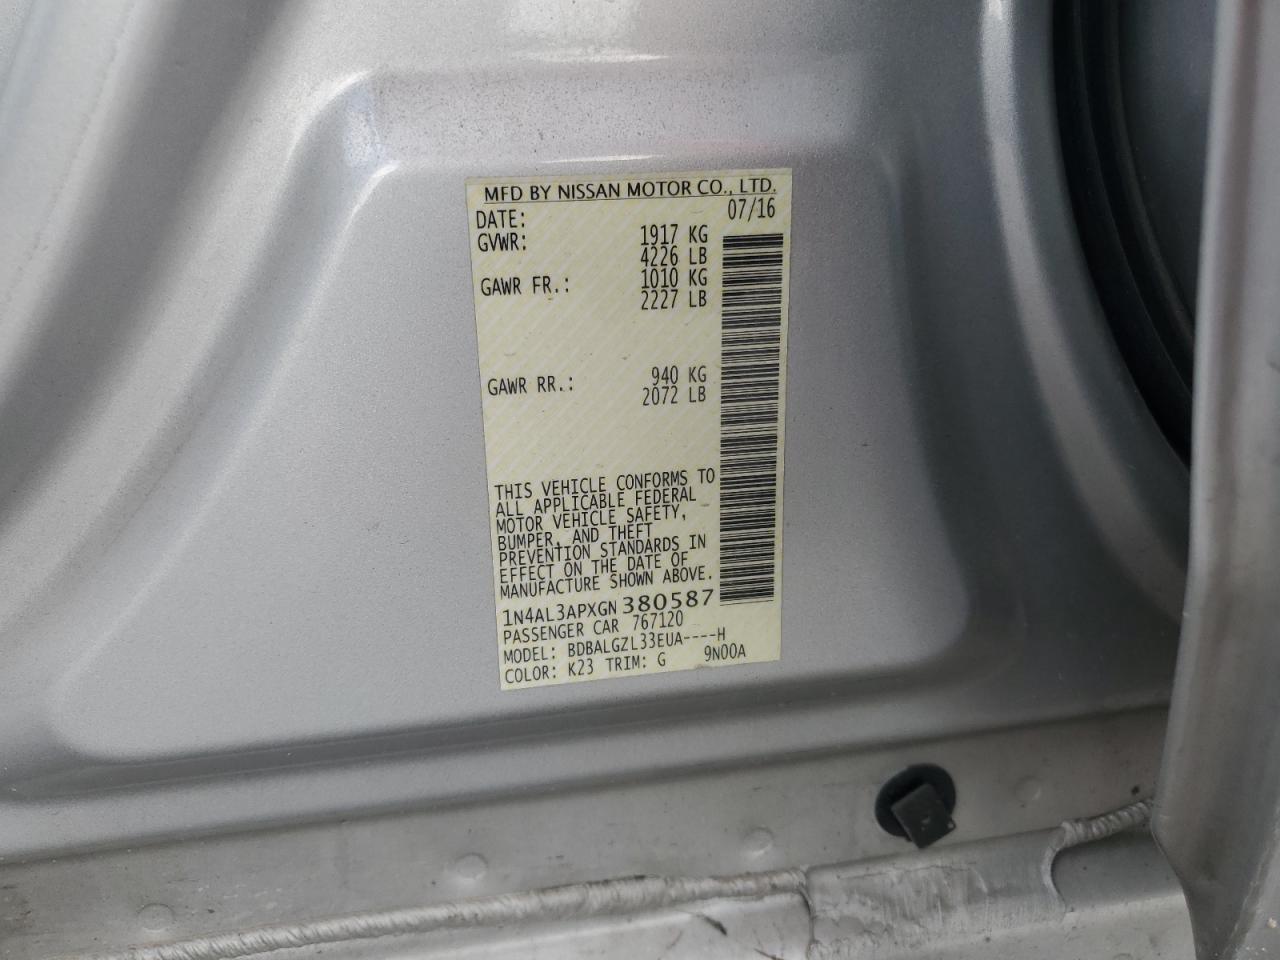 MFD BY NISSAN MOTOR CO., LTD.
DATE: 07/16
GVWR: 1917 KG
4226 LB
GAWR FR.: 1010 KG
2227 LB
GAWR RR.: 940 KG
2072 LB
THIS VEHICLE CONFORMS TO
ALL APPLICABLE FEDERAL
MOTOR VEHICLE SAFETY,
BUMPER, AND THEFT
PREVENTION STANDARDS IN
EFFECT ON THE DATE OF
MANUFACTURE SHOWN ABOVE.
1N4AL3APXGN380587
PASSENGER CAR 767120
MODEL: BDBALGZL33EUA----H
COLOR: K23 TRIM: G 9N00A